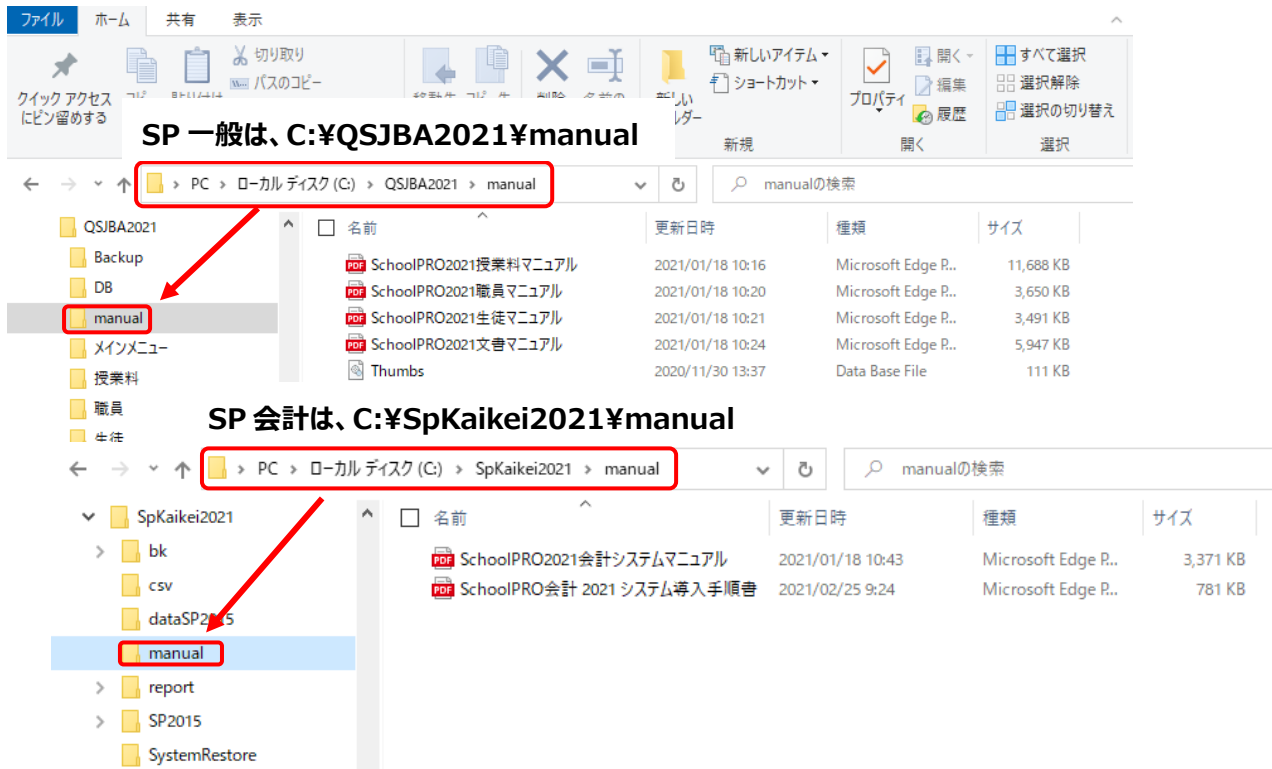 ファイル ホーム 共有 表示
クイック アクセス
にピン留めする
切り取り
パスのコピー
新しいアイテム
ショートカット
新規
プロパティ
開く
編集
履歴
開く
すべて選択
選択解除
選択の切り替え
選択
SP 一般は、C:¥QSJBA2021¥manual
PC › ローカル ディスク (C:) › QSJBA2021 › manual
manualの検索
QSJBA2021
Backup
DB
manual
メインメニュー
授業料
職員
生徒
名前 更新日時 種類 サイズ
SchoolPRO2021授業料マニュアル 2021/01/18 10:16 Microsoft Edge P... 11,688 KB
SchoolPRO2021職員マニュアル 2021/01/18 10:20 Microsoft Edge P... 3,650 KB
SchoolPRO2021生徒マニュアル 2021/01/18 10:21 Microsoft Edge P... 3,491 KB
SchoolPRO2021文書マニュアル 2021/01/18 10:24 Microsoft Edge P... 5,947 KB
Thumbs 2020/11/30 13:37 Data Base File 111 KB
SP 会計は、C:¥SpKaikei2021¥manual
PC › ローカル ディスク (C:) › SpKaikei2021 › manual
manualの検索
SpKaikei2021
bk
csv
dataSP2015
manual
report
SP2015
SystemRestore
名前 更新日時 種類 サイズ
SchoolPRO2021会計システムマニュアル 2021/01/18 10:43 Microsoft Edge P... 3,371 KB
SchoolPRO会計 2021 システム導入手順書 2021/02/25 9:24 Microsoft Edge P... 781 KB